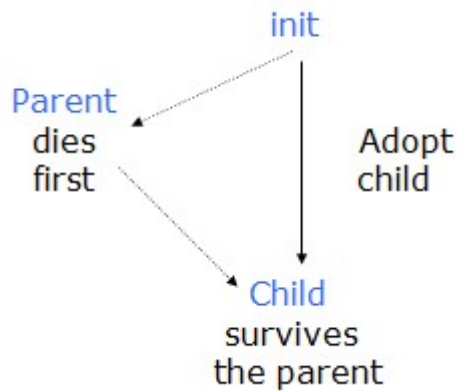 init
Parent
dies
first
Adopt
child
Child
survives
the parent